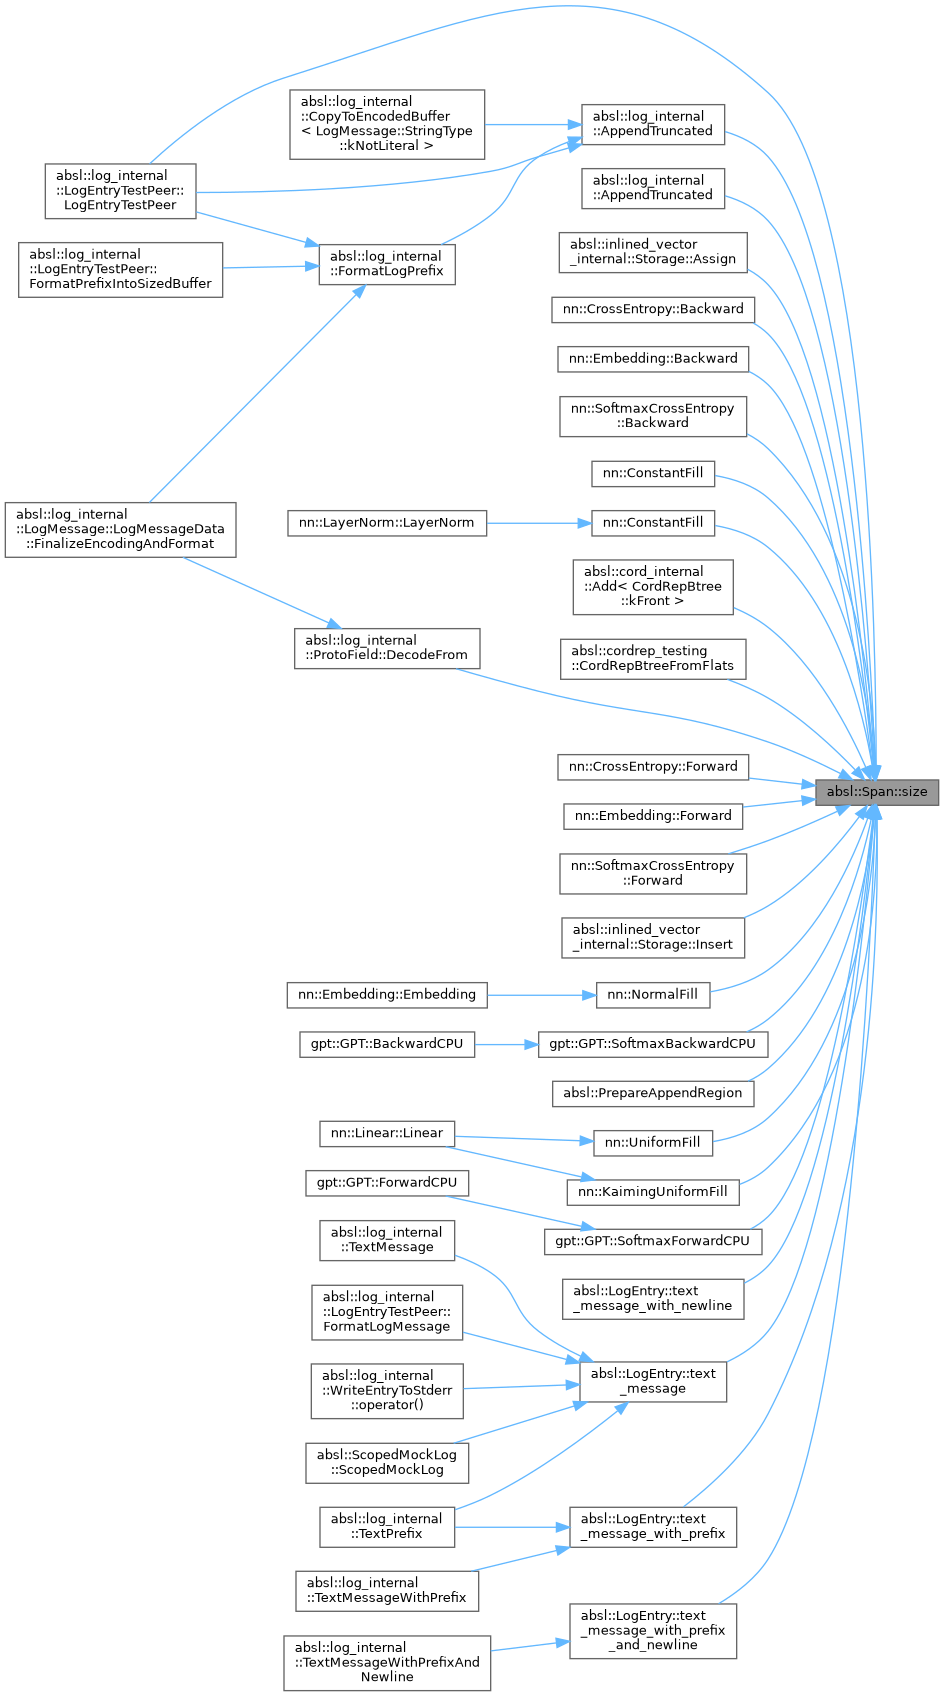 absl::log_internal
::CopyToEncodedBuffer
< LogMessage::StringType
::kNotLiteral >
absl::log_internal
::AppendTruncated
absl::log_internal
::LogEntryTestPeer::
LogEntryTestPeer
absl::log_internal
::AppendTruncated
absl::inlined_vector
_internal::Storage::Assign
absl::log_internal
::LogEntryTestPeer::
FormatPrefixIntoSizedBuffer
absl::log_internal
::FormatLogPrefix
nn::CrossEntropy::Backward
nn::Embedding::Backward
nn::SoftmaxCrossEntropy
::Backward
nn::ConstantFill
absl::log_internal
::LogMessage::LogMessageData
::FinalizeEncodingAndFormat
nn::LayerNorm::LayerNorm
nn::ConstantFill
absl::cord_internal
::Add< CordRepBtree
::kFront >
absl::log_internal
::ProtoField::DecodeFrom
absl::cordrep_testing
::CordRepBtreeFromFlats
nn::CrossEntropy::Forward
absl::Span::size
nn::Embedding::Forward
nn::SoftmaxCrossEntropy
::Forward
absl::inlined_vector
_internal::Storage::Insert
nn::Embedding::Embedding
nn::NormalFill
gpt::GPT::BackwardCPU
gpt::GPT::SoftmaxBackwardCPU
absl::PrepareAppendRegion
nn::Linear::Linear
nn::UniformFill
gpt::GPT::ForwardCPU
nn::KaimingUniformFill
absl::log_internal
::TextMessage
gpt::GPT::SoftmaxForwardCPU
absl::log_internal
::LogEntryTestPeer::
FormatLogMessage
absl::LogEntry::text
_message_with_newline
absl::log_internal
::WriteEntryToStderr
::operator()
absl::LogEntry::text
_message
absl::ScopedMockLog
::ScopedMockLog
absl::log_internal
::TextPrefix
absl::LogEntry::text
_message_with_prefix
absl::log_internal
::TextMessageWithPrefix
absl::LogEntry::text
_message_with_prefix
_and_newline
absl::log_internal
::TextMessageWithPrefixAnd
Newline